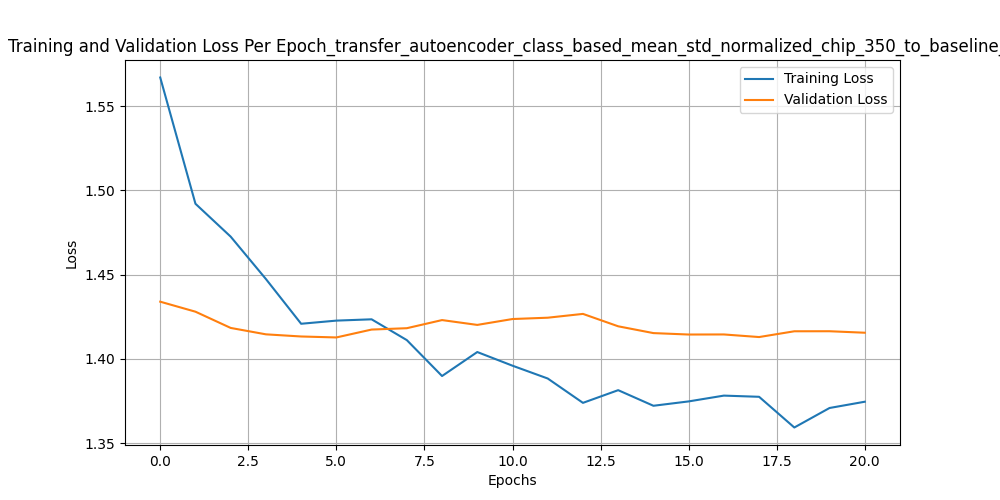 Training and Validation Loss Per Epoch_transfer_autoencoder_class_based_mean_std_normalized_chip_350_to_baseline_
Training Loss
Validation Loss
1.55
1.50
1.45
1.40
1.35
Loss
0.0 2.5 5.0 7.5 10.0 12.5 15.0 17.5 20.0
Epochs